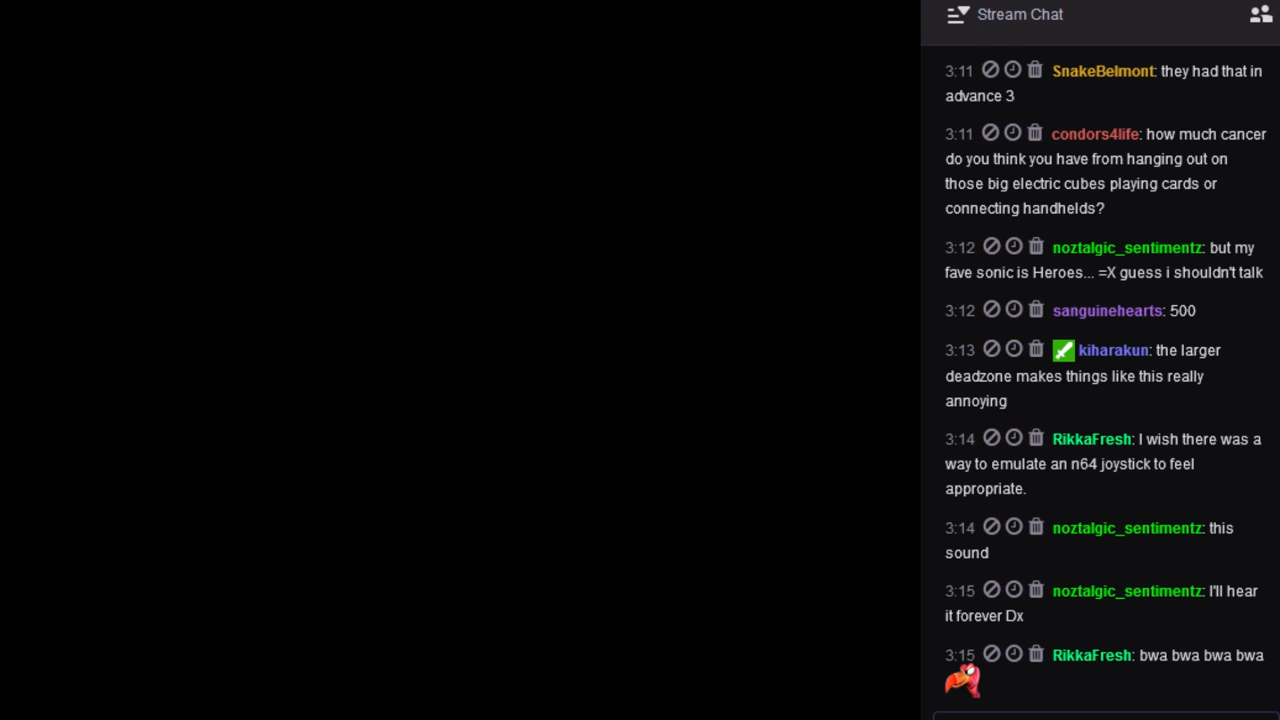 Stream Chat
3:11 SnakeBelmont: they had that in
advance 3
3:11 condors4life: how much cancer
do you think you have from hanging out on
those big electric cubes playing cards or
connecting handhelds?
3:12 noztalgic_sentimentz: but my
fave sonic is Heroes... =X guess i shouldn't talk
3:12 sanguinehearts: 500
3:13 kiharakun: the larger
deadzone makes things like this really
annoying
3:14 RikkaFresh: I wish there was a
way to emulate an n64 joystick to feel
appropriate.
3:14 noztalgic_sentimentz: this
sound
3:15 noztalgic_sentimentz: I'll hear
it forever Dx
3:15 RikkaFresh: bwa bwa bwa bwa